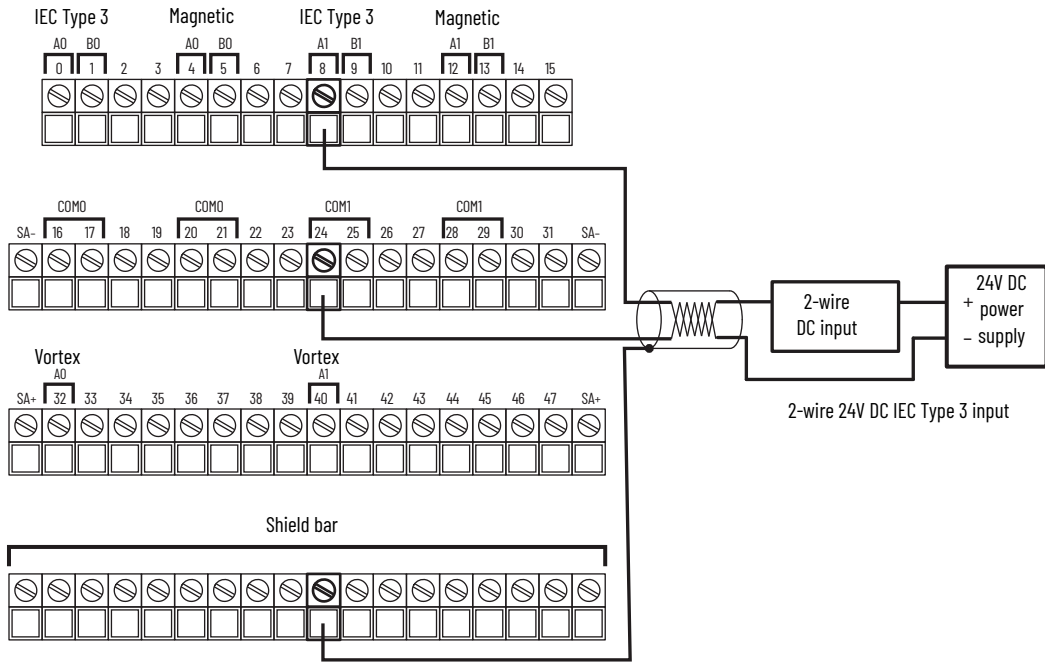 IEC Type 3 Magnetic IEC Type 3 Magnetic
A0 B0 A0 B0 A1 B1 A1 B1
0 1 2 3 4 5 6 7 8 9 10 11 12 13 14 15
COM0 COM0 COM1 COM1
SA- 16 17 18 19 20 21 22 23 24 25 26 27 28 29 30 31 SA-
2-wire
DC input
24V DC
+ power
– supply
2-wire 24V DC IEC Type 3 input
Vortex Vortex
A0 A1
SA+ 32 33 34 35 36 37 38 39 40 41 42 43 44 45 46 47 SA+
Shield bar